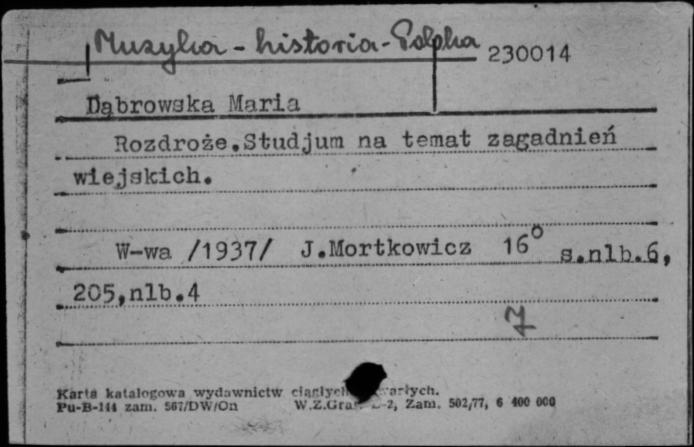 Muzyka - historia - Polska 230014
Dąbrowska Maria
Rozdroże.Studjum na temat zagadnień
wiejskich.
W-wa /1937/ J.Mortkowicz 16° s.nlb.6,
205,nlb.4
7
Karta katalogowa wydawnictw ciągłych
Pu-B-144 zam. 567/DW/On W.Z.Graf. Zam. 502/77, 6 400 000